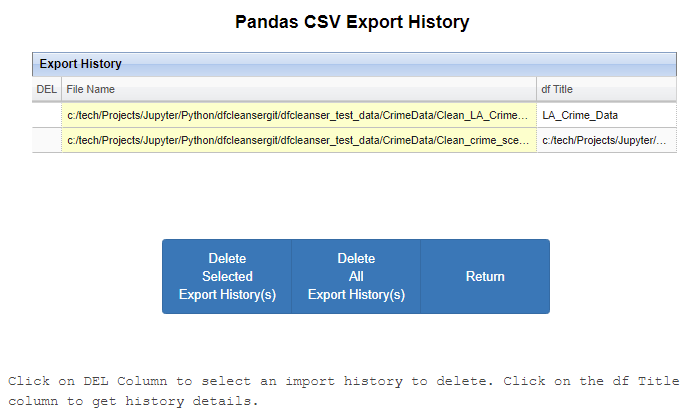 Pandas CSV Export History
Export History
DEL File Name df Title
c:/tech/Projects/Jupyter/Python/dfcleansergit/dfcleanser_test_data/CrimeData/Clean_LA_Crime... LA_Crime_Data
c:/tech/Projects/Jupyter/Python/dfcleansergit/dfcleanser_test_data/CrimeData/Clean_crime_sce... c:/tech/Projects/Jupyter/...
Delete Selected Export History(s)
Delete All Export History(s)
Return
Click on DEL Column to select an import history to delete. Click on the df Title
column to get history details.